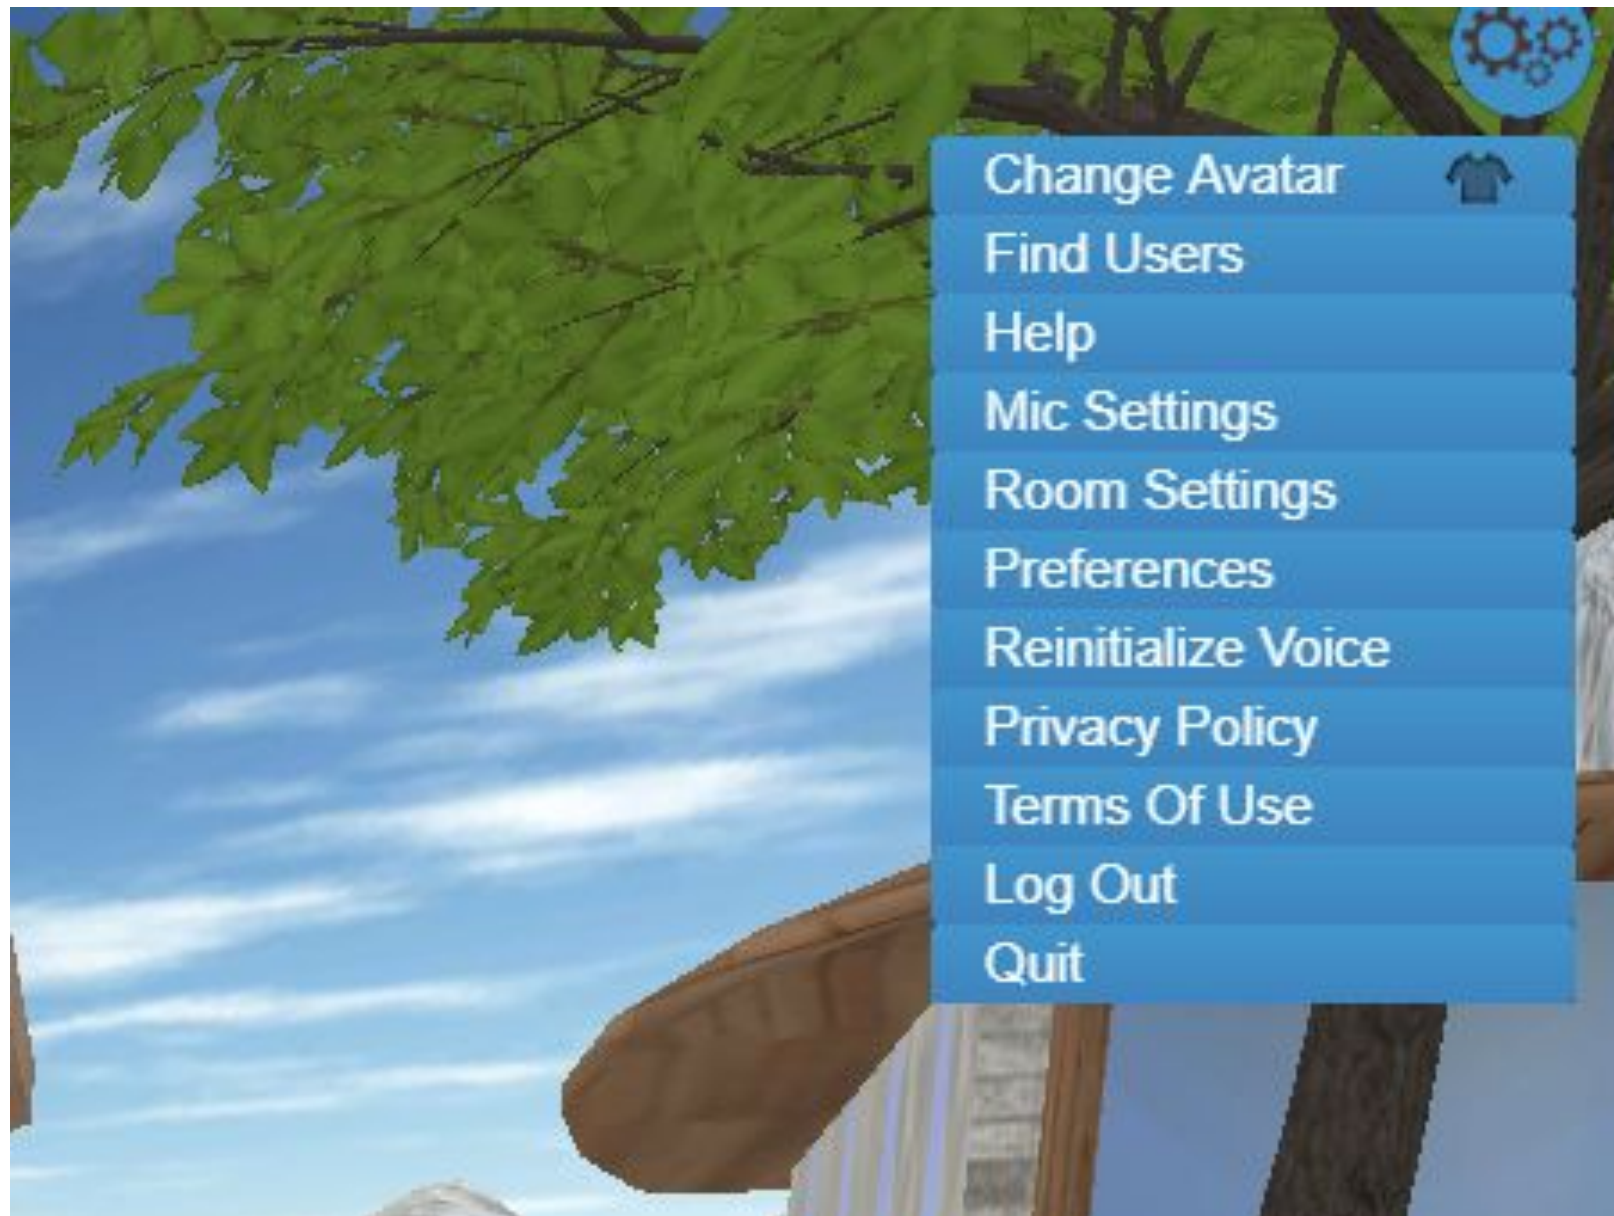 Change Avatar
Find Users
Help
Mic Settings
Room Settings
Preferences
Reinitialize Voice
Privacy Policy
Terms Of Use
Log Out
Quit